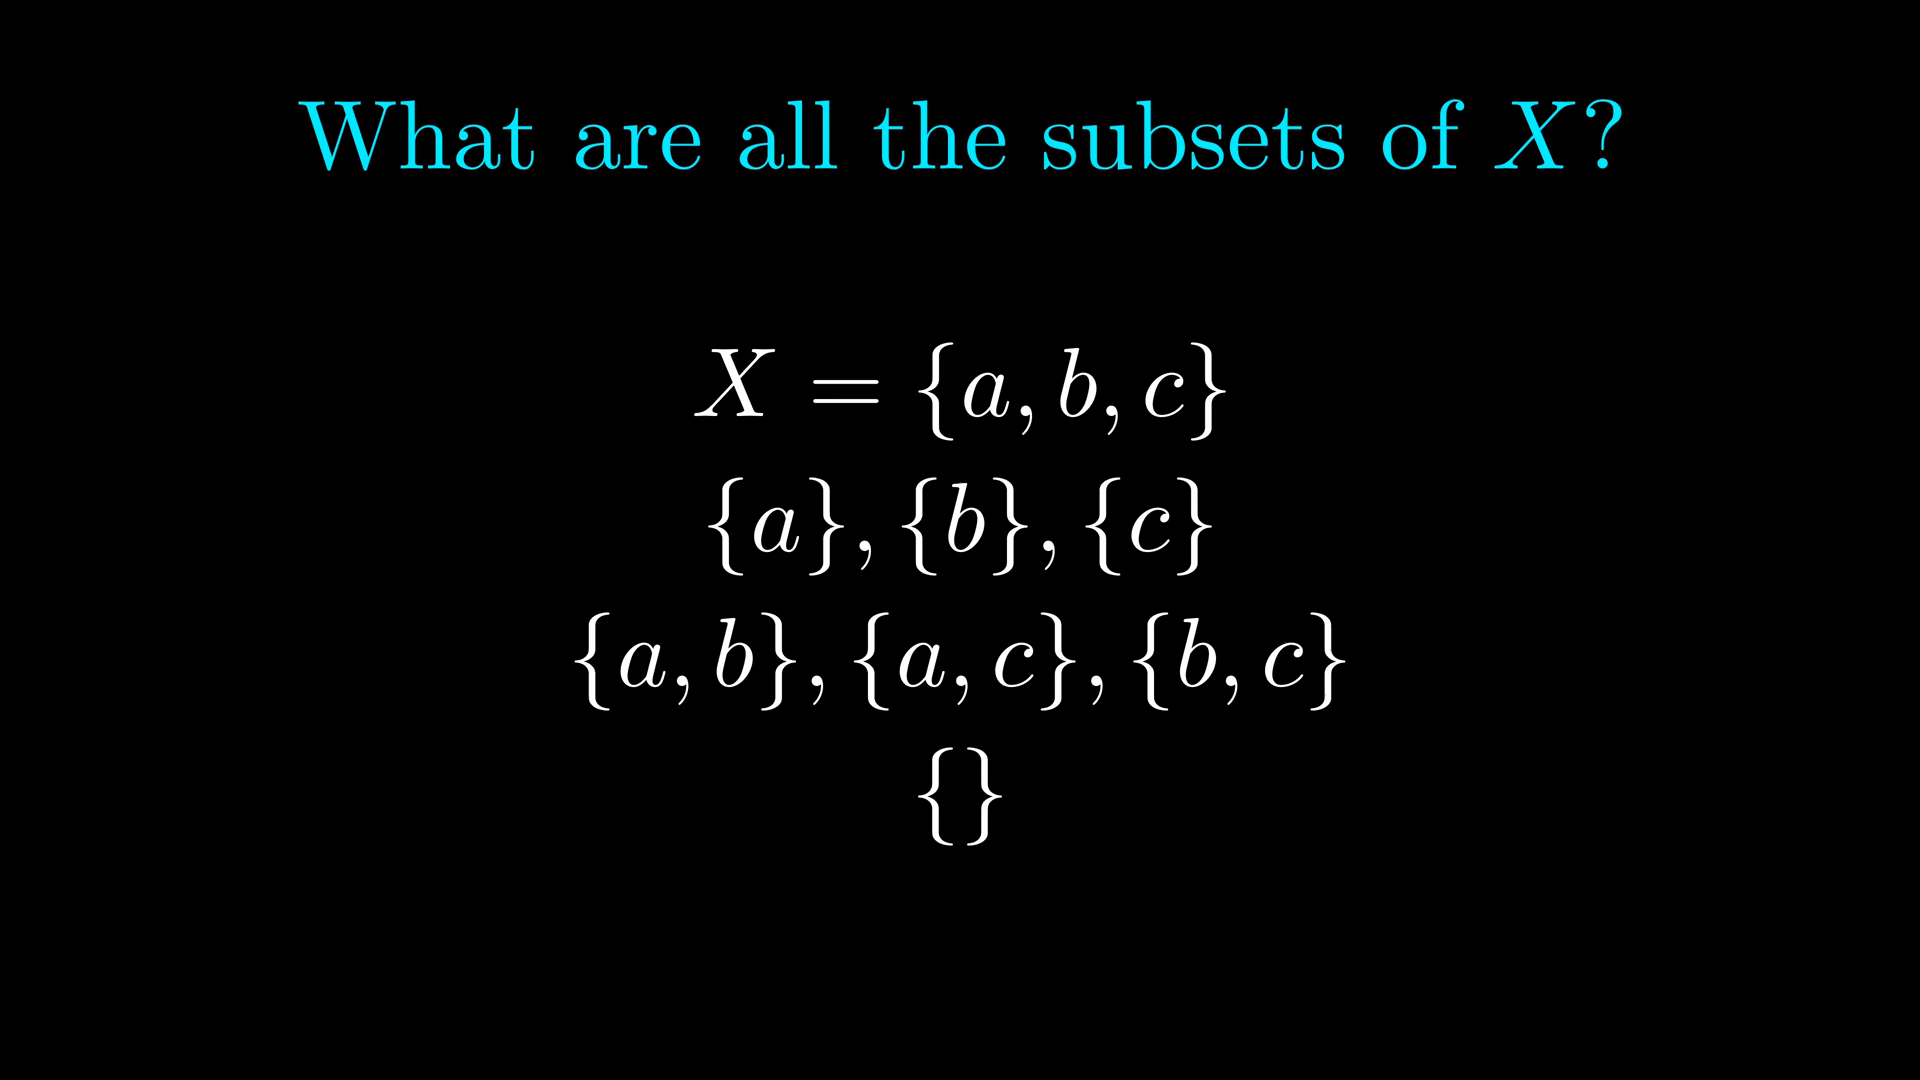 What are all the subsets of X?
X = {a, b, c}
{a}, {b}, {c}
{a, b}, {a, c}, {b, c}
{}